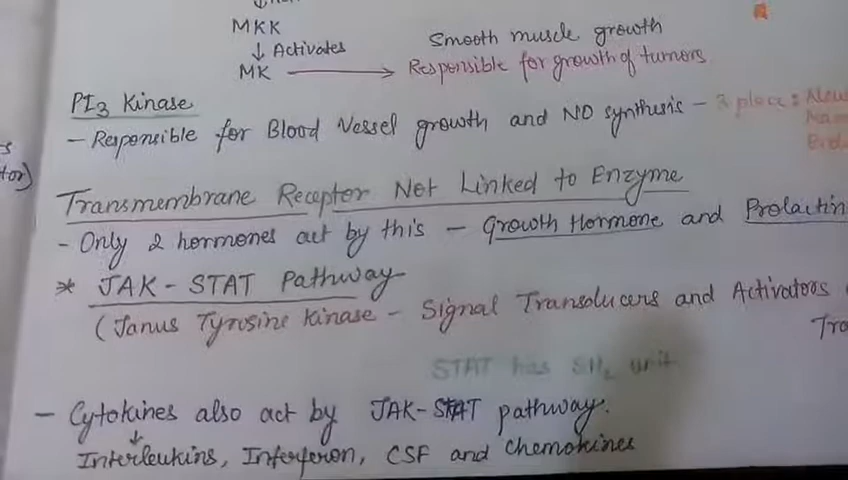 MKK
↓ Activates
Smooth muscle growth
MK → Responsible for growth of tumors
PI3 Kinase
- Responsible for Blood Vessel growth and NO synthesis - 3 place:
Transmembrane Receptor Not Linked to Enzyme
- Only 2 hormones act by this - Growth Hormone and Prolactin
* JAK-STAT Pathway
(Janus Tyrosine Kinase - Signal Transducers and Activators
STAT has SH2 unit
- Cytokines also act by JAK-STAT pathway.
↓
Interleukins, Interferon, CSF and Chemokines